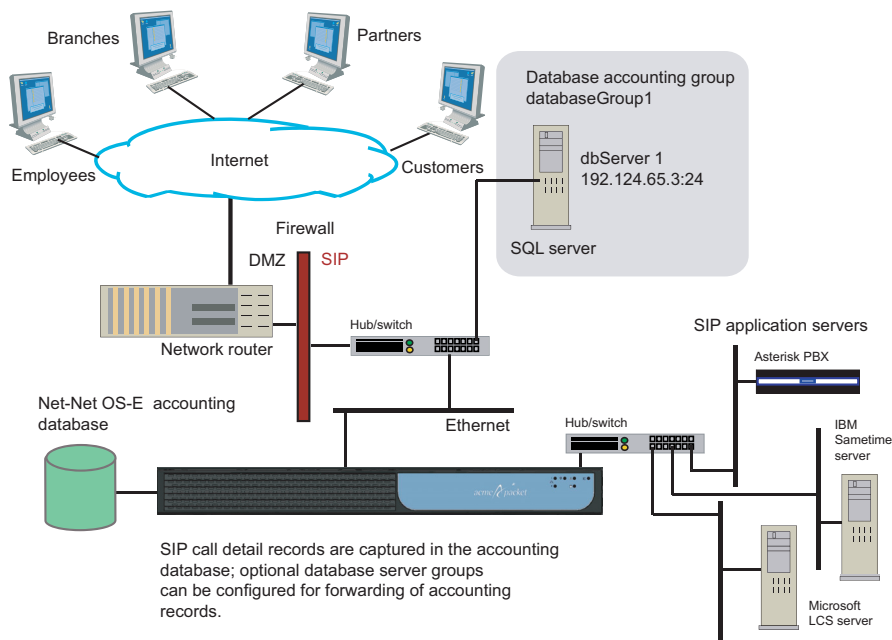 Branches
Partners
Employees
Internet
Customers
Database accounting group
databaseGroup1
dbServer 1
192.124.65.3:24
SQL server
Firewall
DMZ
SIP
Network router
Hub/switch
Ethernet
SIP application servers
Asterisk PBX
Net-Net OS-E accounting
database
Hub/switch
IBM
Sametime
server
acme packet
SIP call detail records are captured in the accounting
database; optional database server groups
can be configured for forwarding of accounting
records.
Microsoft
LCS server